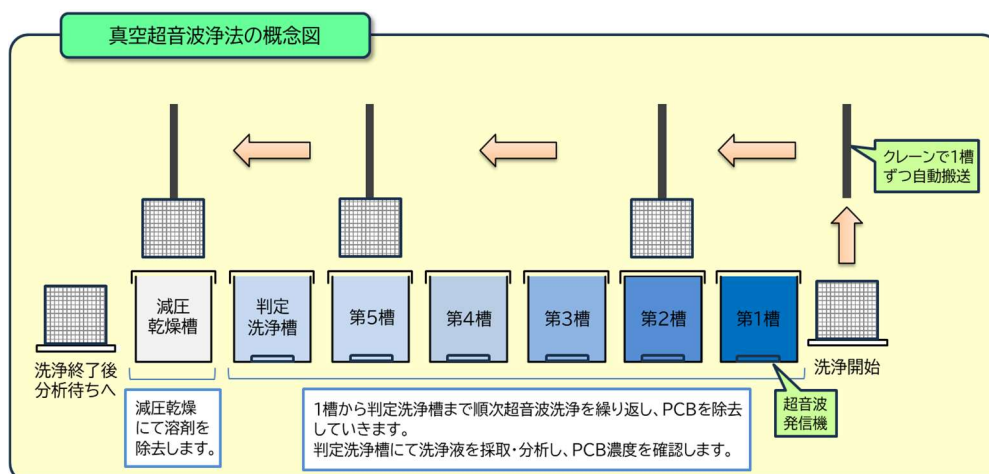 真空超音波浄法の概念図
クレーンで1槽
ずつ自動搬送
減圧
乾燥槽
判定
洗浄槽
第5槽
第4槽
第3槽
第2槽
第1槽
洗浄終了後
分析待ちへ
洗浄開始
減圧乾燥
にて溶剤を
除去します。
1槽から判定洗浄槽まで順次超音波洗浄を繰り返し、PCBを除去
していきます。
判定洗浄槽にて洗浄液を採取・分析し、PCB濃度を確認します。
超音波
発信機